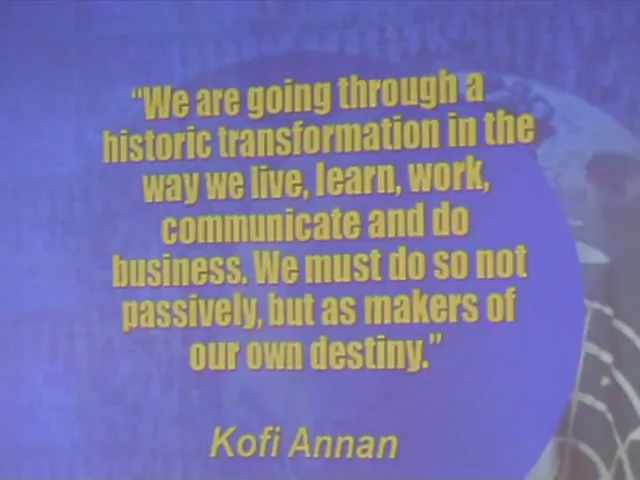 “We are going through a
historic transformation in the
way we live, learn, work,
communicate and do
business. We must do so not
passively, but as makers of
our own destiny.”
Kofi Annan